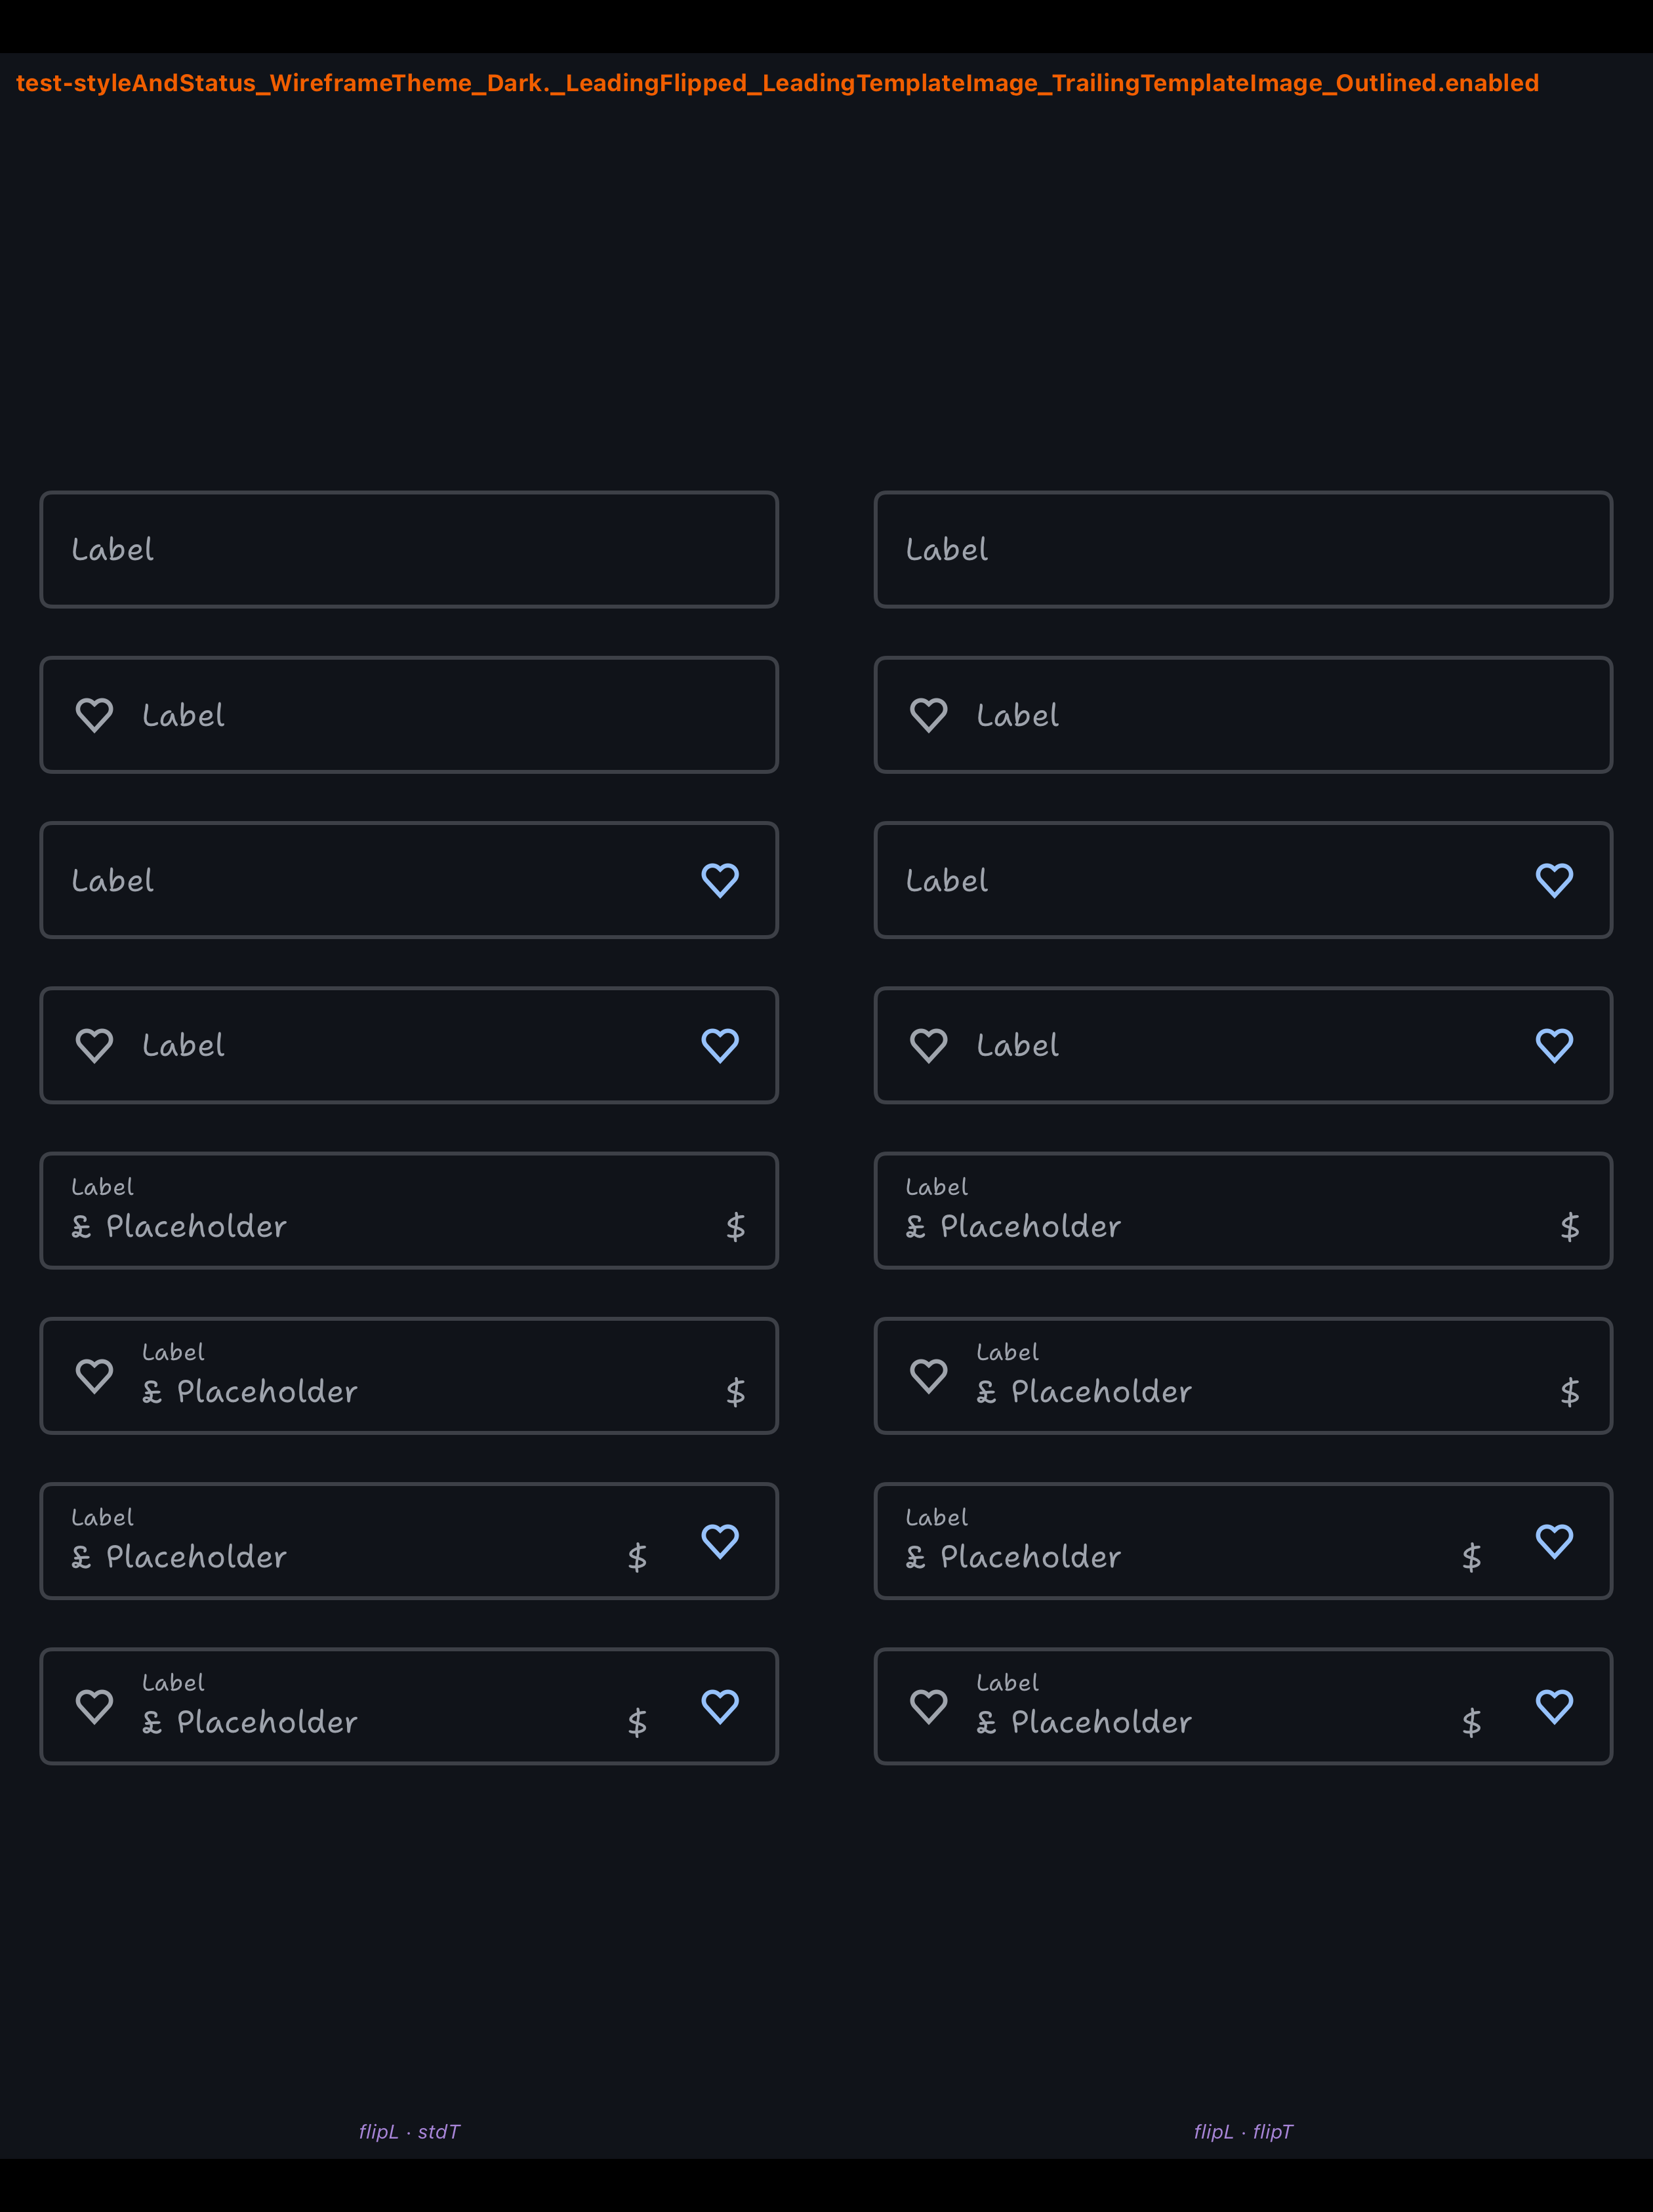 test-styleAndStatus_WireframeTheme_Dark._LeadingFlipped_LeadingTemplateImage_TrailingTemplateImage_Outlined.enabled
Label
Label
Label
Label
Label
£ Placeholder $
Label
£ Placeholder $
Label
£ Placeholder $
Label
£ Placeholder $
flipL · stdT
Label
Label
Label
Label
Label
£ Placeholder $
Label
£ Placeholder $
Label
£ Placeholder $
Label
£ Placeholder $
flipL · flipT